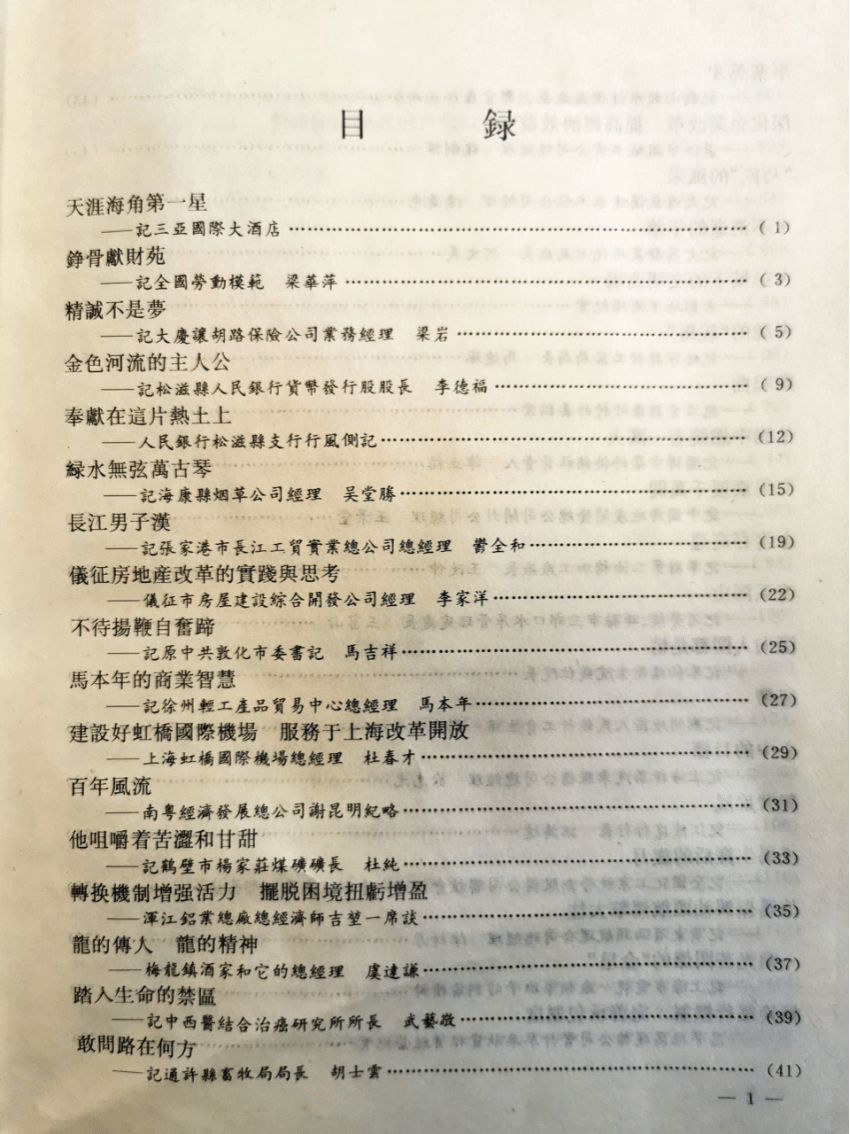 目 録
天涯海角第一星
——記三亞國際大酒店 …… ( 1)
錚骨獻財苑
——記全國勞動模範 梁華萍 …… ( 3)
精誠不是夢
——記大慶讓胡路保險公司業務經理 梁岩 …… ( 5)
金色河流的主人公
——記松滋縣人民銀行貨幣發行股股長 李德福 …… ( 9)
奉獻在這片熱土上
——人民銀行松滋縣支行行風側記 …… (12)
緑水無弦萬古琴
——記海康縣烟草公司經理 吴堂勝 …… (15)
長江男子漢
——記張家港市長江工貿實業總公司總經理 鬱全和 …… (19)
儀征房地産改革的實踐與思考
——儀征市房屋建設綜合開發公司經理 李家洋 …… (22)
不待揚鞭自奮蹄
——記原中共敦化市委書記 馬吉祥 …… (25)
馬本年的商業智慧
——記徐州輕工産品貿易中心總經理 馬本年 …… (27)
建設好虹橋國際機場 服務于上海改革開放
——上海虹橋國際機場總經理 杜春才 …… (29)
百年風流
——南粤經濟發展總公司謝昆明紀略 …… (31)
他咀嚼着苦澀和甘甜
——記鶴壁市楊家莊煤礦礦長 杜純 …… (33)
轉换機制增强活力 擺脱困境扭虧增盈
——渾江鋁業總廠總經濟師吉堃一席談 …… (35)
龍的傳人 龍的精神
——梅龍鎮酒家和它的總經理 虞達謙 …… (37)
踏入生命的禁區
——記中西醫結合治癌研究所所長 武藝敬 …… (39)
敢問路在何方
——記通許縣畜牧局局長 胡士雲 …… (41)
— 1 —